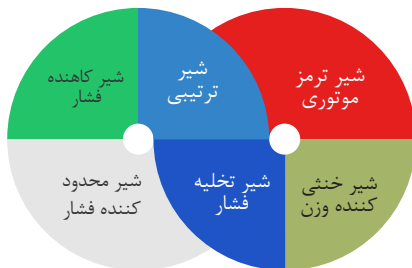 شیر ترمز
موتوری
شیر
ترتیبی
شیر کاهنده
فشار
شیر خنثی
کننده وزن
شیر تخلیه
فشار
شیر محدود
کننده فشار